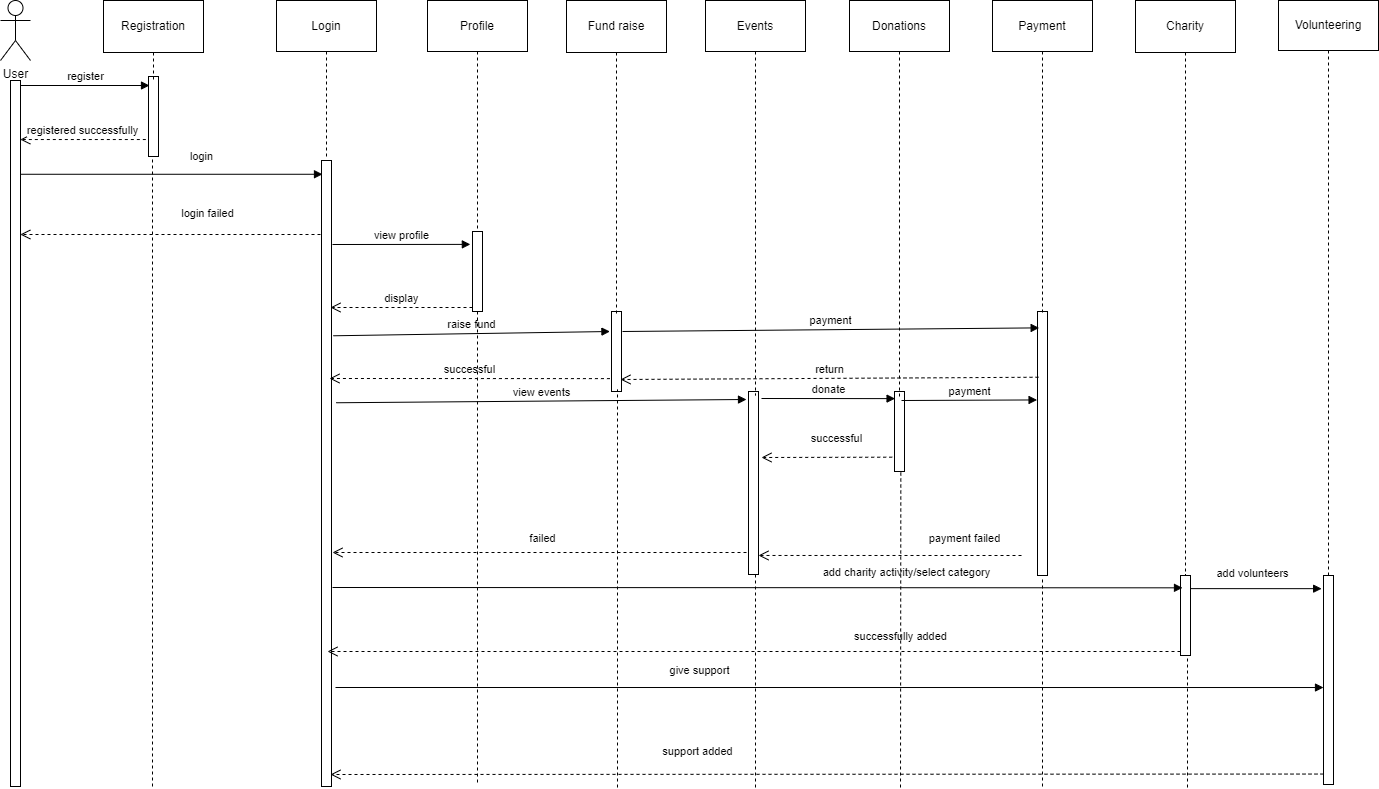 Registration
Login
Profile
Fund raise
Events
Donations
Payment
Charity
Volunteering
User
register
registered successfully
login
login failed
view profile
display
raise fund
payment
successful
return
view events
donate
payment
successful
failed
payment failed
add charity activity/select category
add volunteers
successfully added
give support
support added